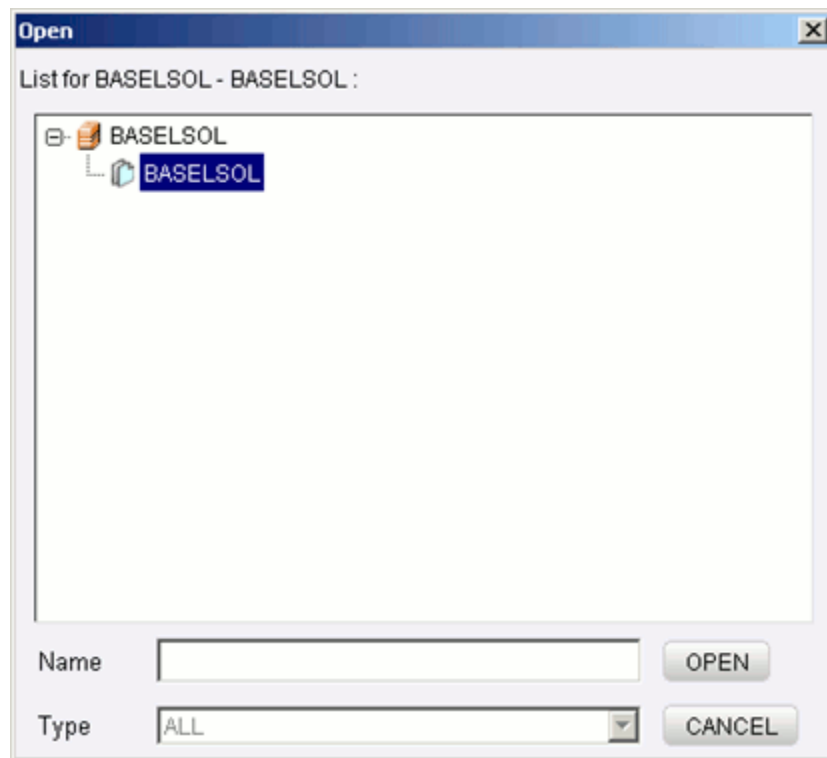 Open
List for BASELSOL - BASELSOL :
BASELSOL
BASELSOL
Name
OPEN
Type
ALL
CANCEL